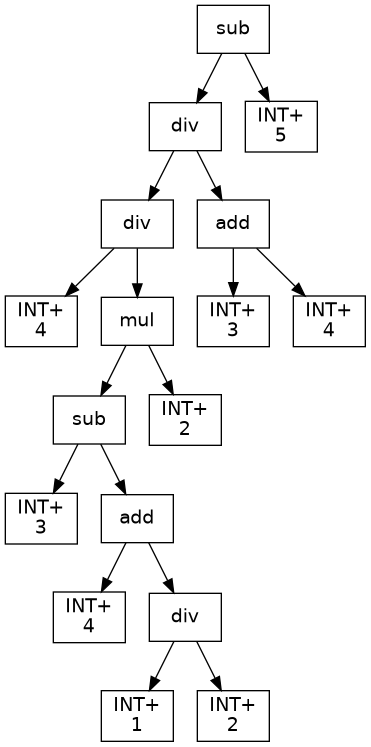 sub
div
INT+
5
div
add
INT+
4
mul
INT+
3
INT+
4
sub
INT+
2
INT+
3
add
INT+
4
div
INT+
1
INT+
2